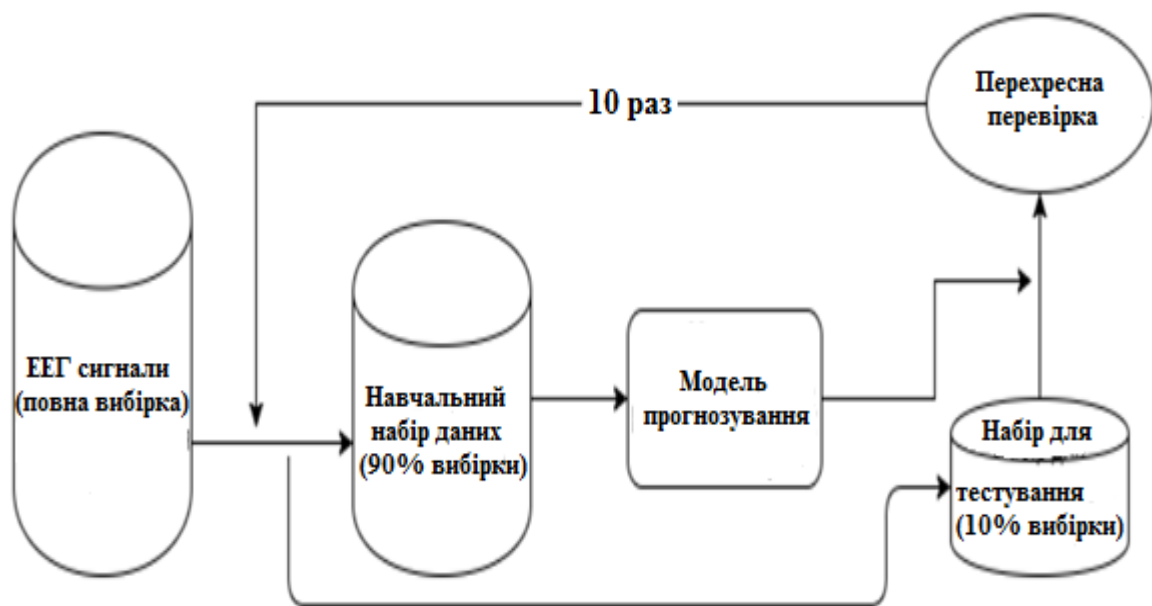 Перехресна
перевірка
10 раз
ЕЕГ сигнали
(повна вибірка)
Навчальний
набір даних
(90% вибірки)
Модель
прогнозування
Набір для
тестування
(10% вибірки)